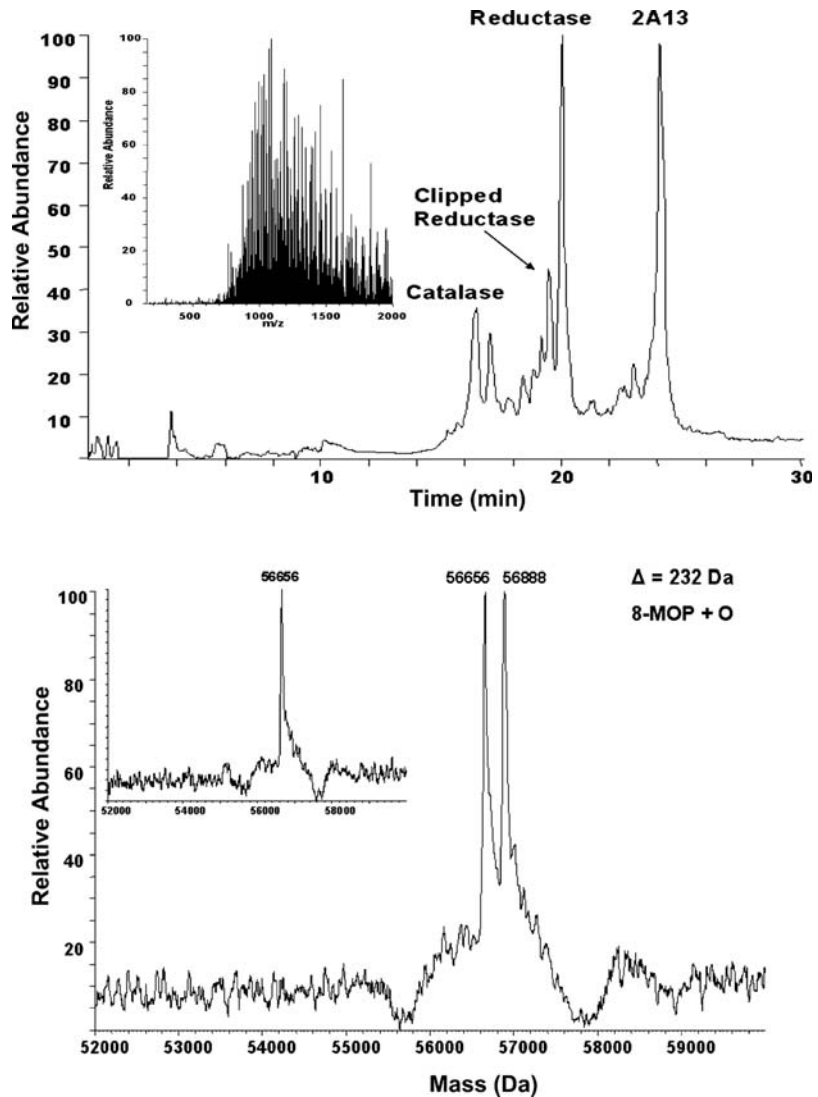 Reductase 2A13
100
90
80
70
60
50
40
30
20
10
Relative Abundance
100
80
60
40
20
0
Relative Abundance
500 1000 1500 2000
m/z
Clipped
Reductase
Catalase
10 20 30
Time (min)
56656 56888
Δ = 232 Da
8-MOP + O
100
80
60
40
20
Relative Abundance
56656
52000 54000 56000 58000
52000 53000 54000 55000 56000 57000 58000 59000
Mass (Da)